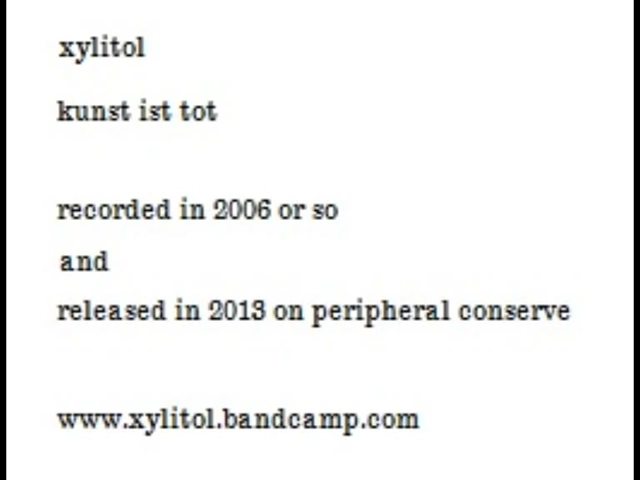 xylitol
kunst ist tot
recorded in 2006 or so
and
released in 2013 on peripheral conserve
www.xylitol.bandcamp.com